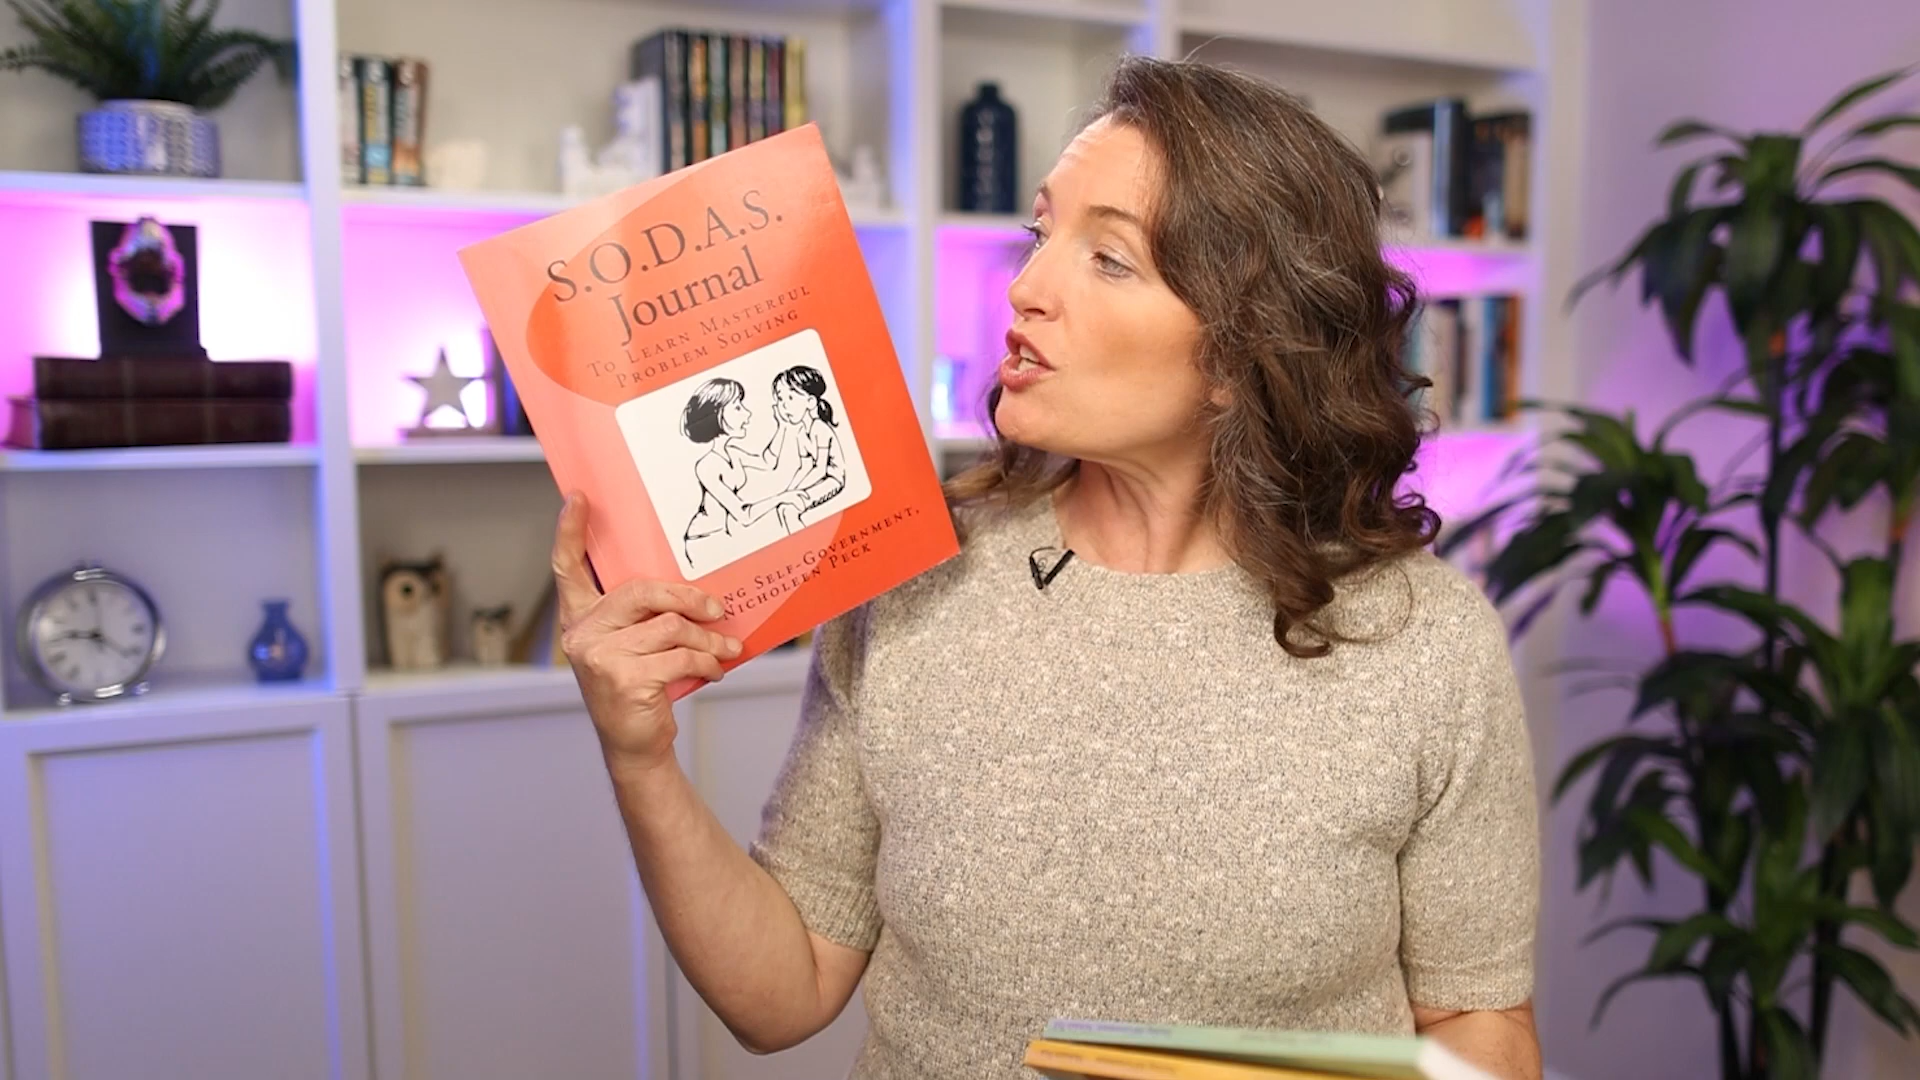 S.O.D.A.S.
Journal
To Learn Masterful
Problem Solving
Self-Government,
Nicholeen Peck